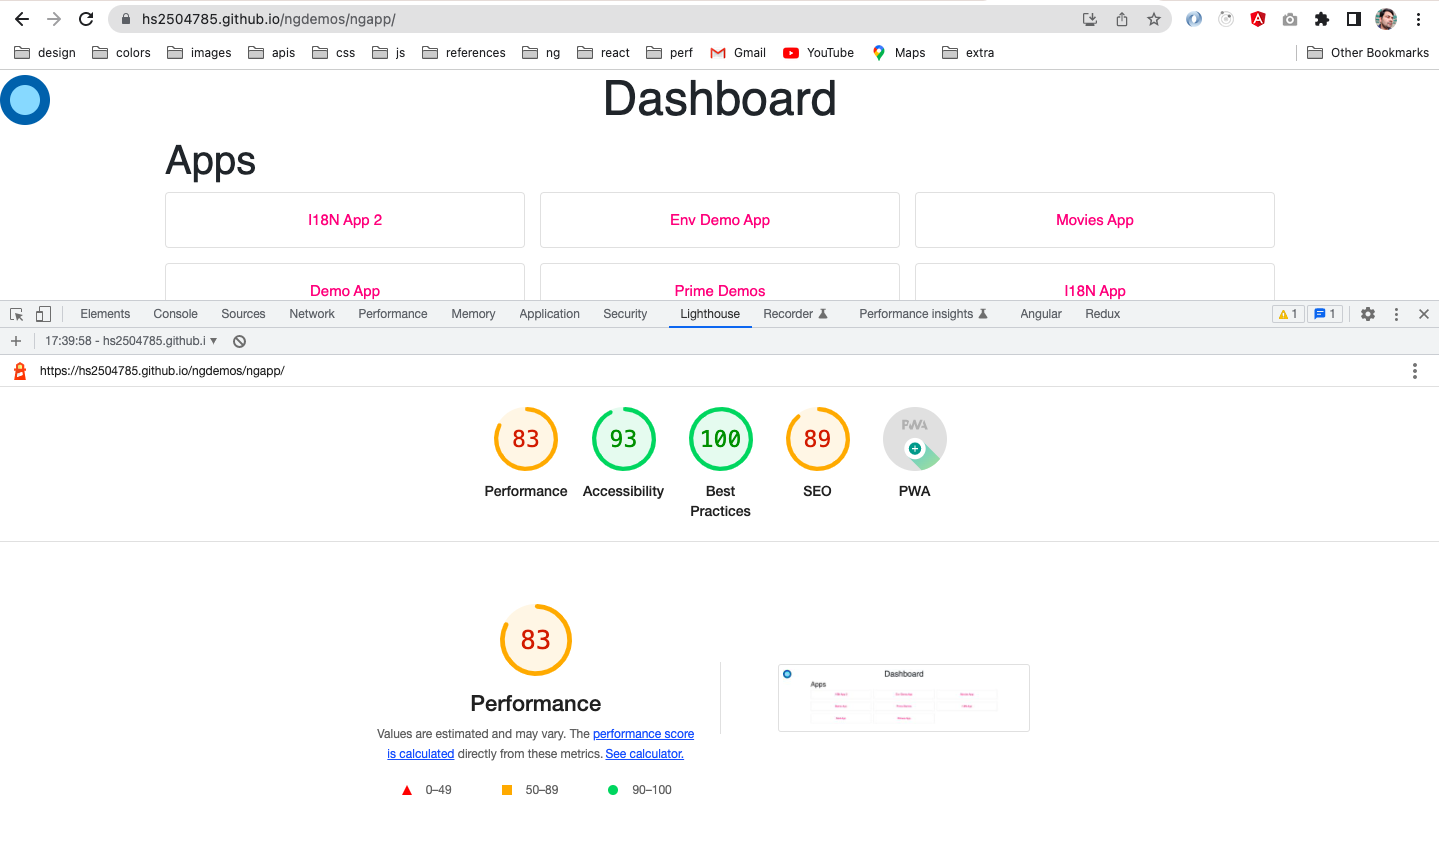 hs2504785.github.io/ngdemos/ngapp/
design colors images apis css js references ng react perf Gmail YouTube Maps extra Other Bookmarks
Dashboard
Apps
I18N App 2 Env Demo App Movies App
Demo App Prime Demos I18N App
Elements Console Sources Network Performance Memory Application Security Lighthouse Recorder Performance insights Angular Redux 1 1
17:39:58 - hs2504785.github.i
https://hs2504785.github.io/ngdemos/ngapp/
PWA
83 93 100 89
Performance Accessibility Best SEO PWA
Practices
83
Dashboard
Apps
Performance
Values are estimated and may vary. The performance score
is calculated directly from these metrics. See calculator.
0–49 50–89 90–100